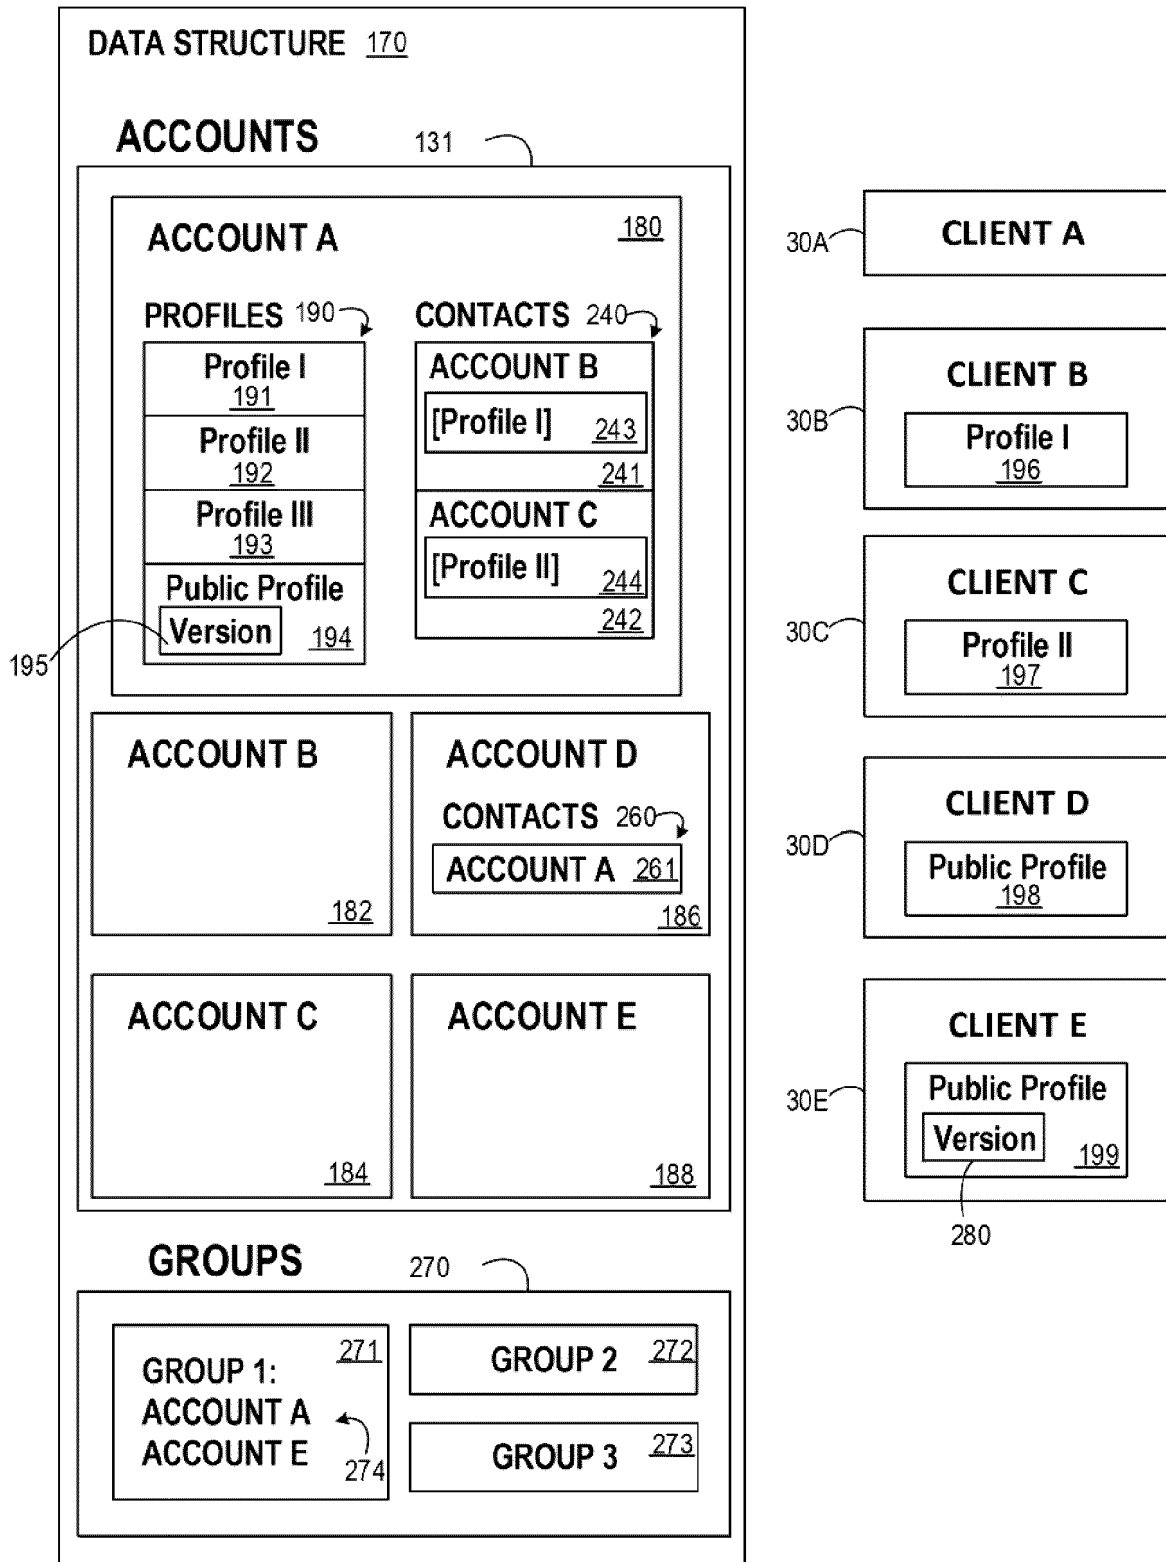 DATA STRUCTURE 170
ACCOUNTS 131
ACCOUNT A 180
PROFILES 190
Profile I
191
Profile II
192
Profile III
193
Public Profile
Version 194
195
CONTACTS 240
ACCOUNT B
[Profile I] 243
241
ACCOUNT C
[Profile II] 244
242
ACCOUNT B
182
ACCOUNT D
CONTACTS 260
ACCOUNT A 261
186
ACCOUNT C
184
ACCOUNT E
188
GROUPS 270
271
GROUP 1:
ACCOUNT A
ACCOUNT E
274
GROUP 2 272
GROUP 3 273
30A CLIENT A
CLIENT B
30B
Profile I
196
CLIENT C
30C
Profile II
197
CLIENT D
30D
Public Profile
198
CLIENT E
30E
Public Profile
Version 199
280